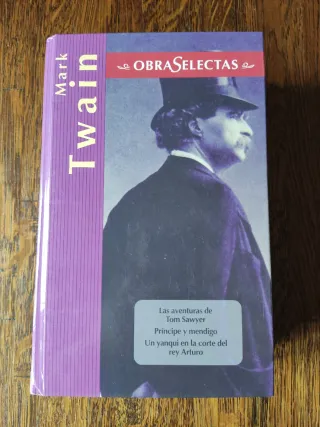 Mark
Twain
OBRASELECTAS
Las aventuras de
Tom Sawyer
Príncipe y mendigo
Un yanqui en la corte del
rey Arturo